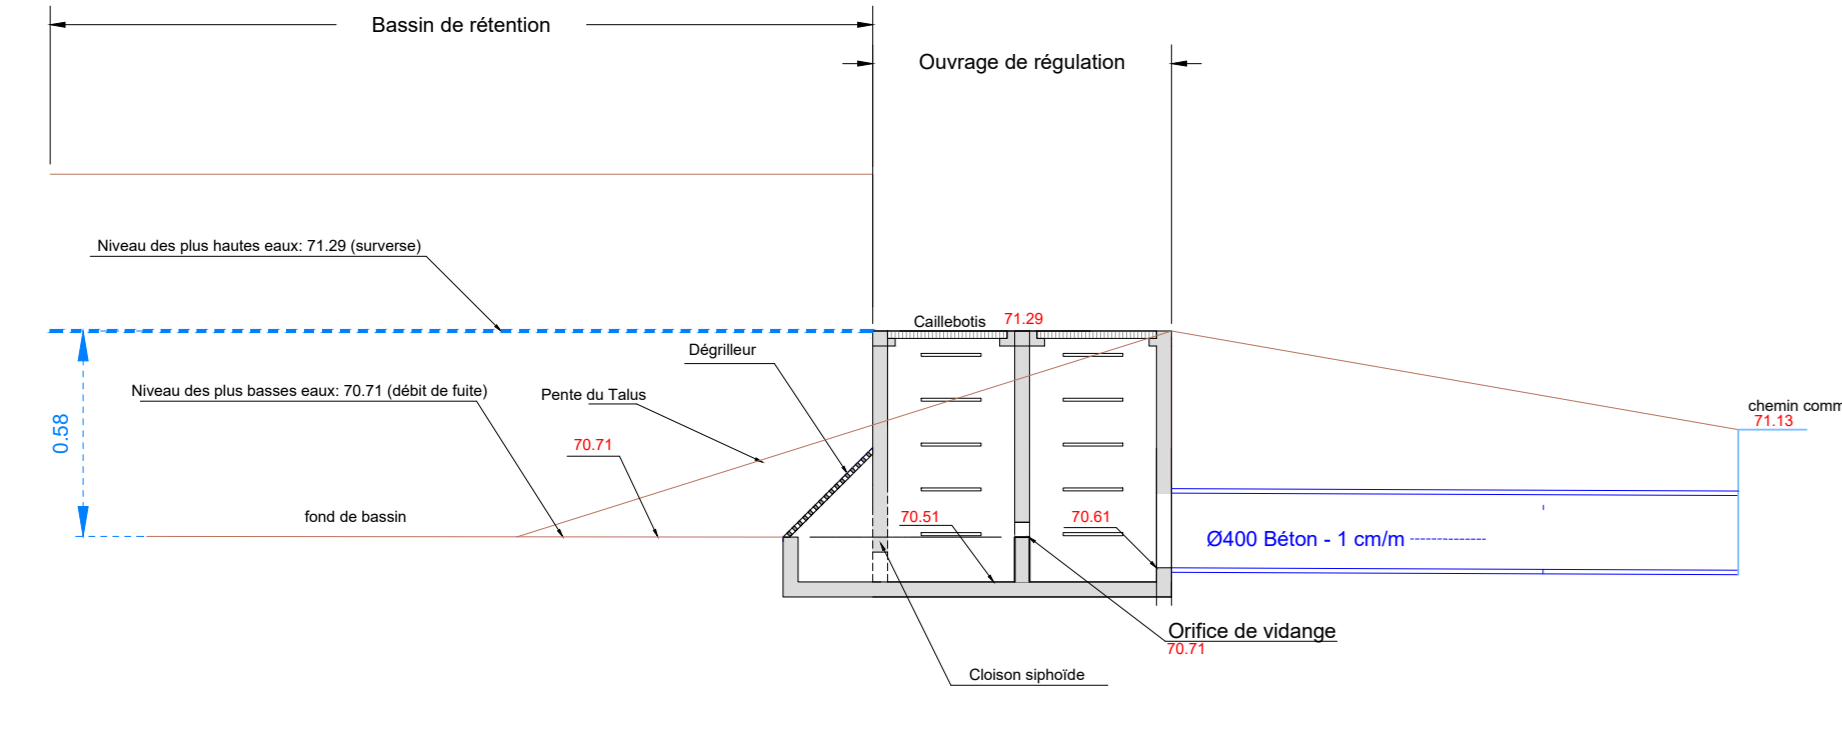 Bassin de rétention
Ouvrage de régulation
Niveau des plus hautes eaux: 71.29 (surverse)
Caillebotis
71.29
Dégrilleur
Niveau des plus basses eaux: 70.71 (débit de fuite)
Pente du Talus
chemin comm
71.13
0.58
70.71
fond de bassin
70.51
70.61
Ø400 Béton - 1 cm/m
Orifice de vidange
70.71
Cloison siphoïde